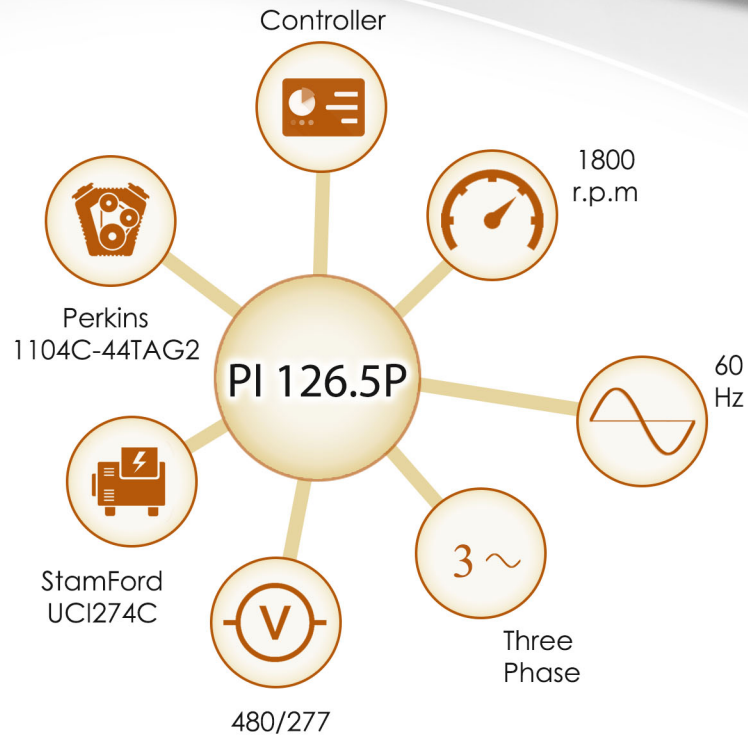 Controller
1800
r.p.m
Perkins
1104C-44TAG2
PI 126.5P
60
Hz
StamFord
UCI274C
V
3 ~
Three
Phase
480/277